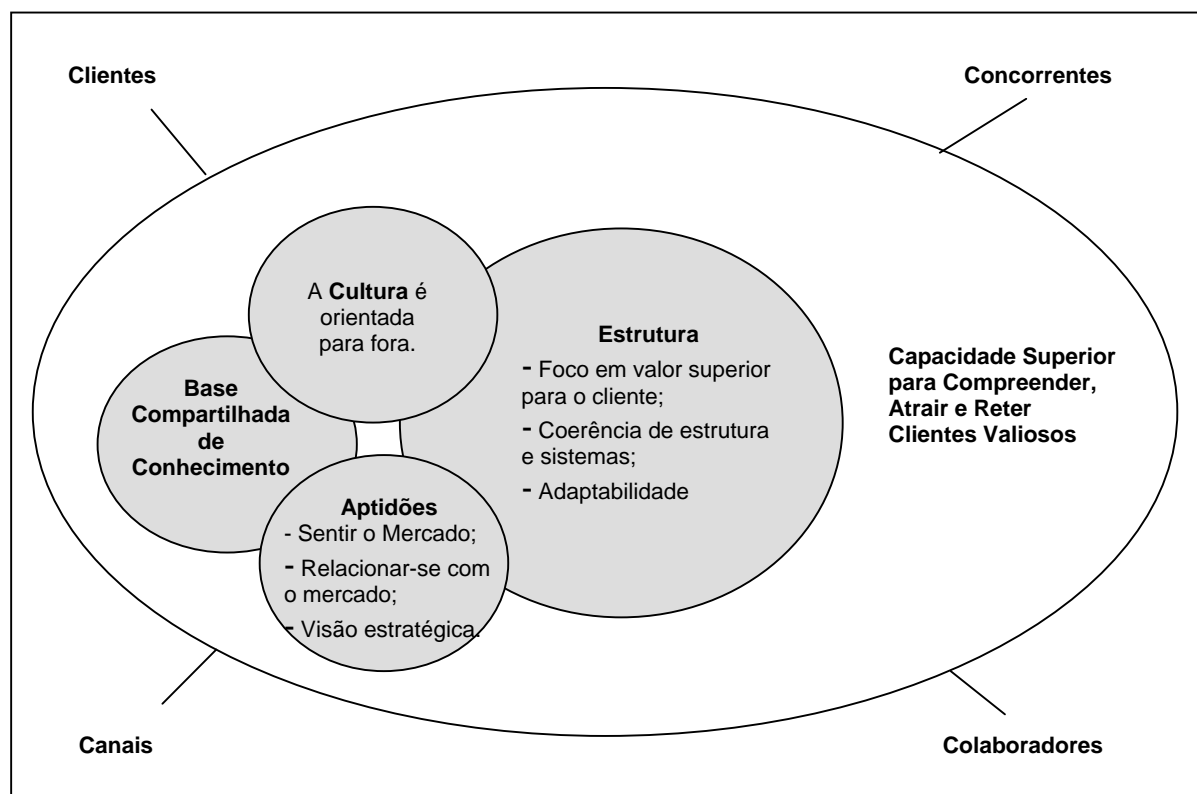 Clientes
Concorrentes
A Cultura é
orientada
para fora.
Base
Compartilhada
de
Conhecimento
Aptidões
- Sentir o Mercado;
- Relacionar-se com
o mercado;
- Visão estratégica.
Estrutura
- Foco em valor superior
para o cliente;
- Coerência de estrutura
e sistemas;
- Adaptabilidade
Capacidade Superior
para Compreender,
Atrair e Reter
Clientes Valiosos
Canais
Colaboradores